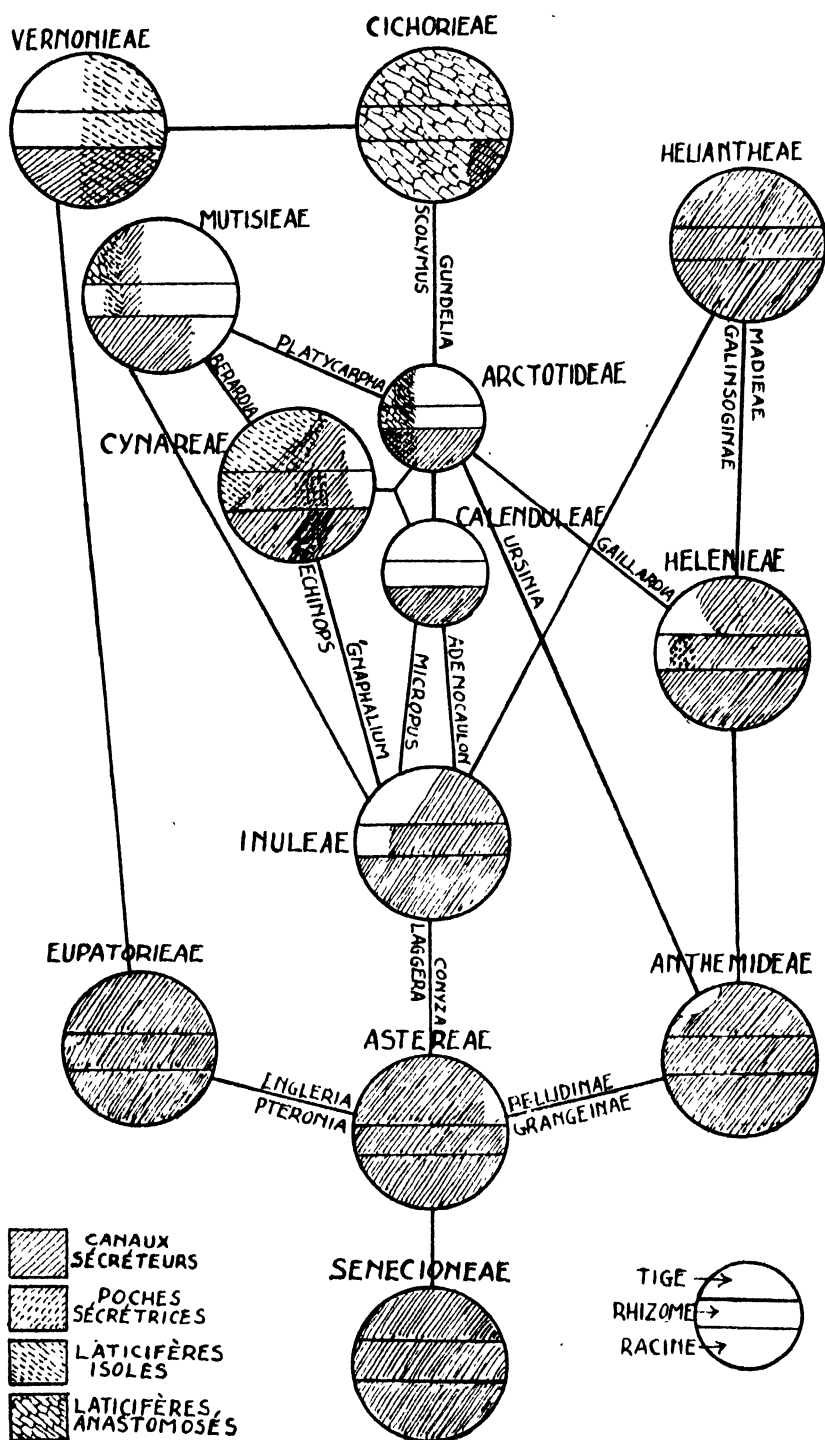 VERNONIEAE
CICHORIEAE
HELIANTHEAE
MUTISIEAE
SCOLYMUS
GUNDELIA
PLATYCARPHA
BERARDIA
ARCTOTIDEAE
MADIEAE
GALINSOGINAE
CYNAREAE
CALENDULEAE
URSINIA
GAILLARDIA
HELENIEAE
ECHINOPS
GNAPHALIUM
MICROPUS
ADEMOCAULON
INULEAE
LAGGERA
CONYZA
EUPATORIEAE
ASTEREAE
ANTHEMIDEAE
ENGLERIA
PTERONIA
BELLIDINAE
GRANGEINAE
SENECIONEAE
CANAUX
SÉCRÉTEURS
POCHES
SÉCRÉTRICES
LATICIFÈRES
ISOLÉS
LATICIFÈRES
ANASTOMOSÉS
TIGE
RHIZOME
RACINE